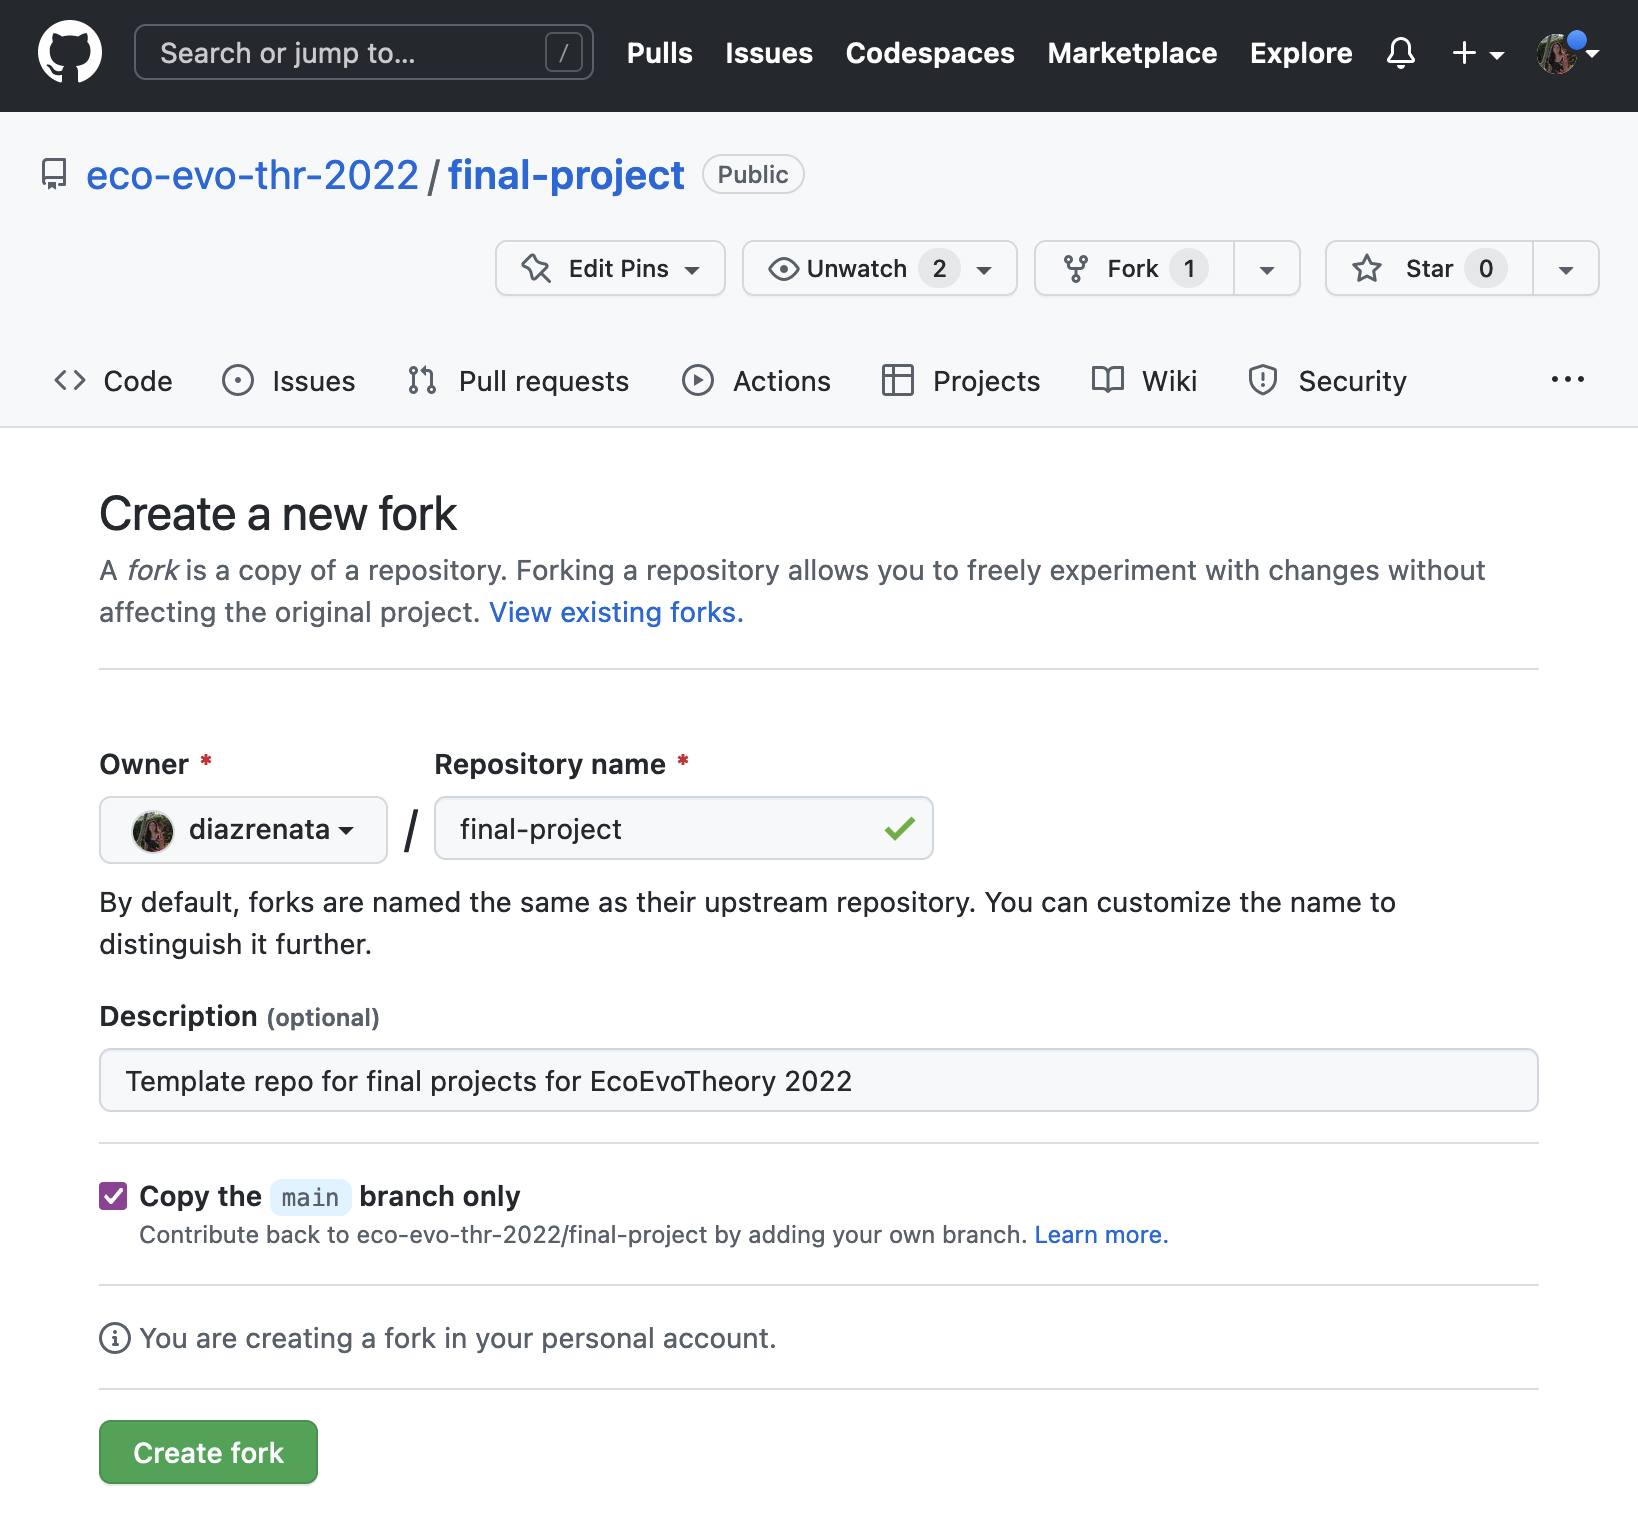 Search or jump to... / Pulls Issues Codespaces Marketplace Explore
eco-evo-thr-2022 / final-project Public
Edit Pins Unwatch 2 Fork 1 Star 0
Code Issues Pull requests Actions Projects Wiki Security ...
Create a new fork
A fork is a copy of a repository. Forking a repository allows you to freely experiment with changes without
affecting the original project. View existing forks.
Owner * Repository name *
diazrenata / final-project
By default, forks are named the same as their upstream repository. You can customize the name to
distinguish it further.
Description (optional)
Template repo for final projects for EcoEvoTheory 2022
Copy the main branch only
Contribute back to eco-evo-thr-2022/final-project by adding your own branch. Learn more.
You are creating a fork in your personal account.
Create fork